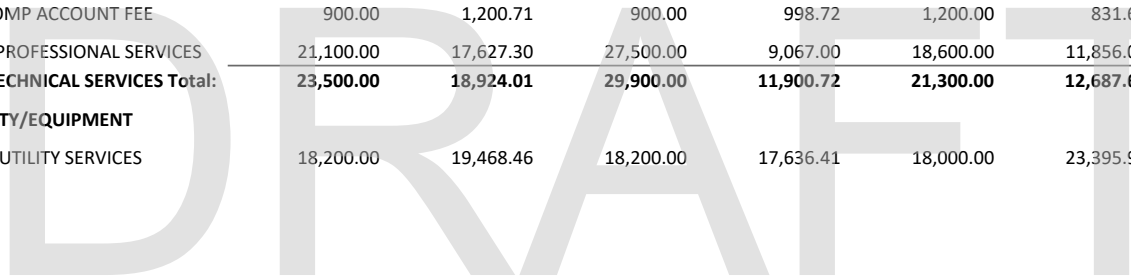 OMP ACCOUNT FEE 900.00 1,200.71 900.00 998.72 1,200.00 831.6
PROFESSIONAL SERVICES 21,100.00 17,627.30 27,500.00 9,067.00 18,600.00 11,856.0
ECHNICAL SERVICES Total: 23,500.00 18,924.01 29,900.00 11,900.72 21,300.00 12,687.6
TY/EQUIPMENT
UTILITY SERVICES 18,200.00 19,468.46 18,200.00 17,636.41 18,000.00 23,395.9
DRAFT